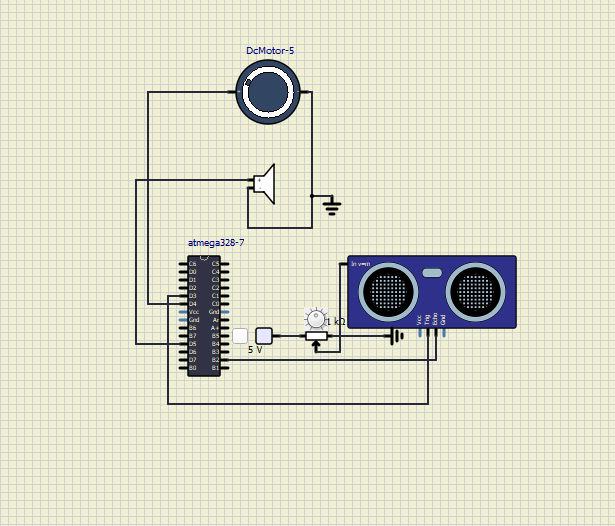 DcMotor-5
atmega328-7
C6 C5
D0 C4
D1 C3
D2 C2
D3 C1
D4 C0
Vcc Gnd
Gnd Ar
B6 A+
B7 B5
D5 B4
D6 B3
D7 B2
B0 B1
5 V
1 kΩ
In v=m
Vcc
Trig
Echo
Gnd